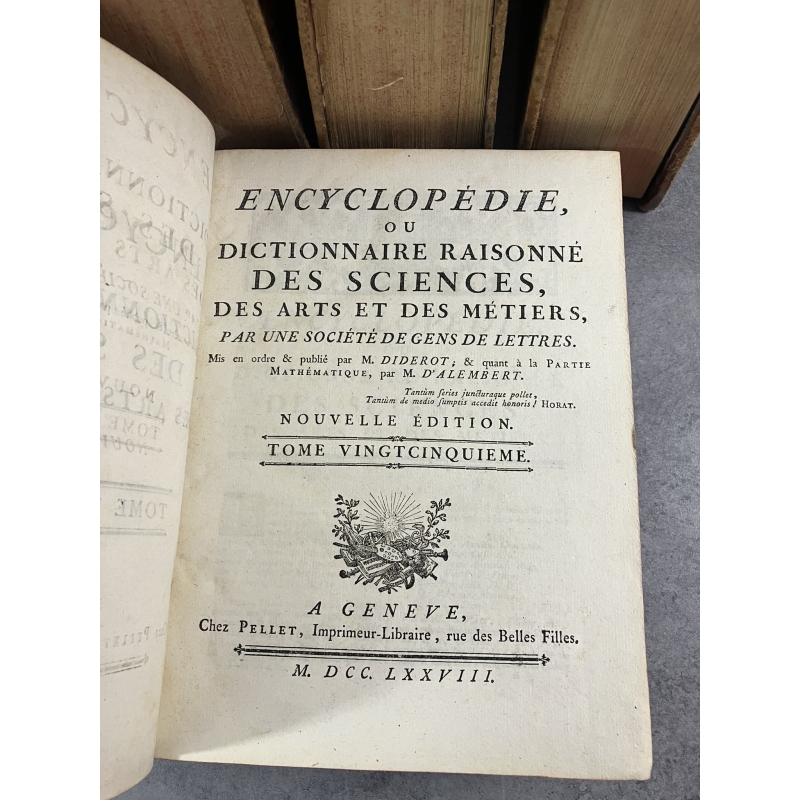 ENCYCLOPÉDIE,
OU
DICTIONNAIRE RAISONNÉ
DES SCIENCES,
DES ARTS ET DES MÉTIERS,
PAR UNE SOCIÉTÉ DE GENS DE LETTRES.
Mis en ordre & publié par M. DIDEROT; & quant à la PARTIE
MATHÉMATIQUE, par M. D'ALEMBERT.
Tantùm ſeries juncturaque pollet,
Tantùm de medio ſumptis accedit honoris! HORAT.
NOUVELLE ÉDITION.
TOME VINGTCINQUIEME.
A GENEVE,
Chez PELLET, Imprimeur-Libraire, rue des Belles Filles.
M. DCC. LXXVIII.